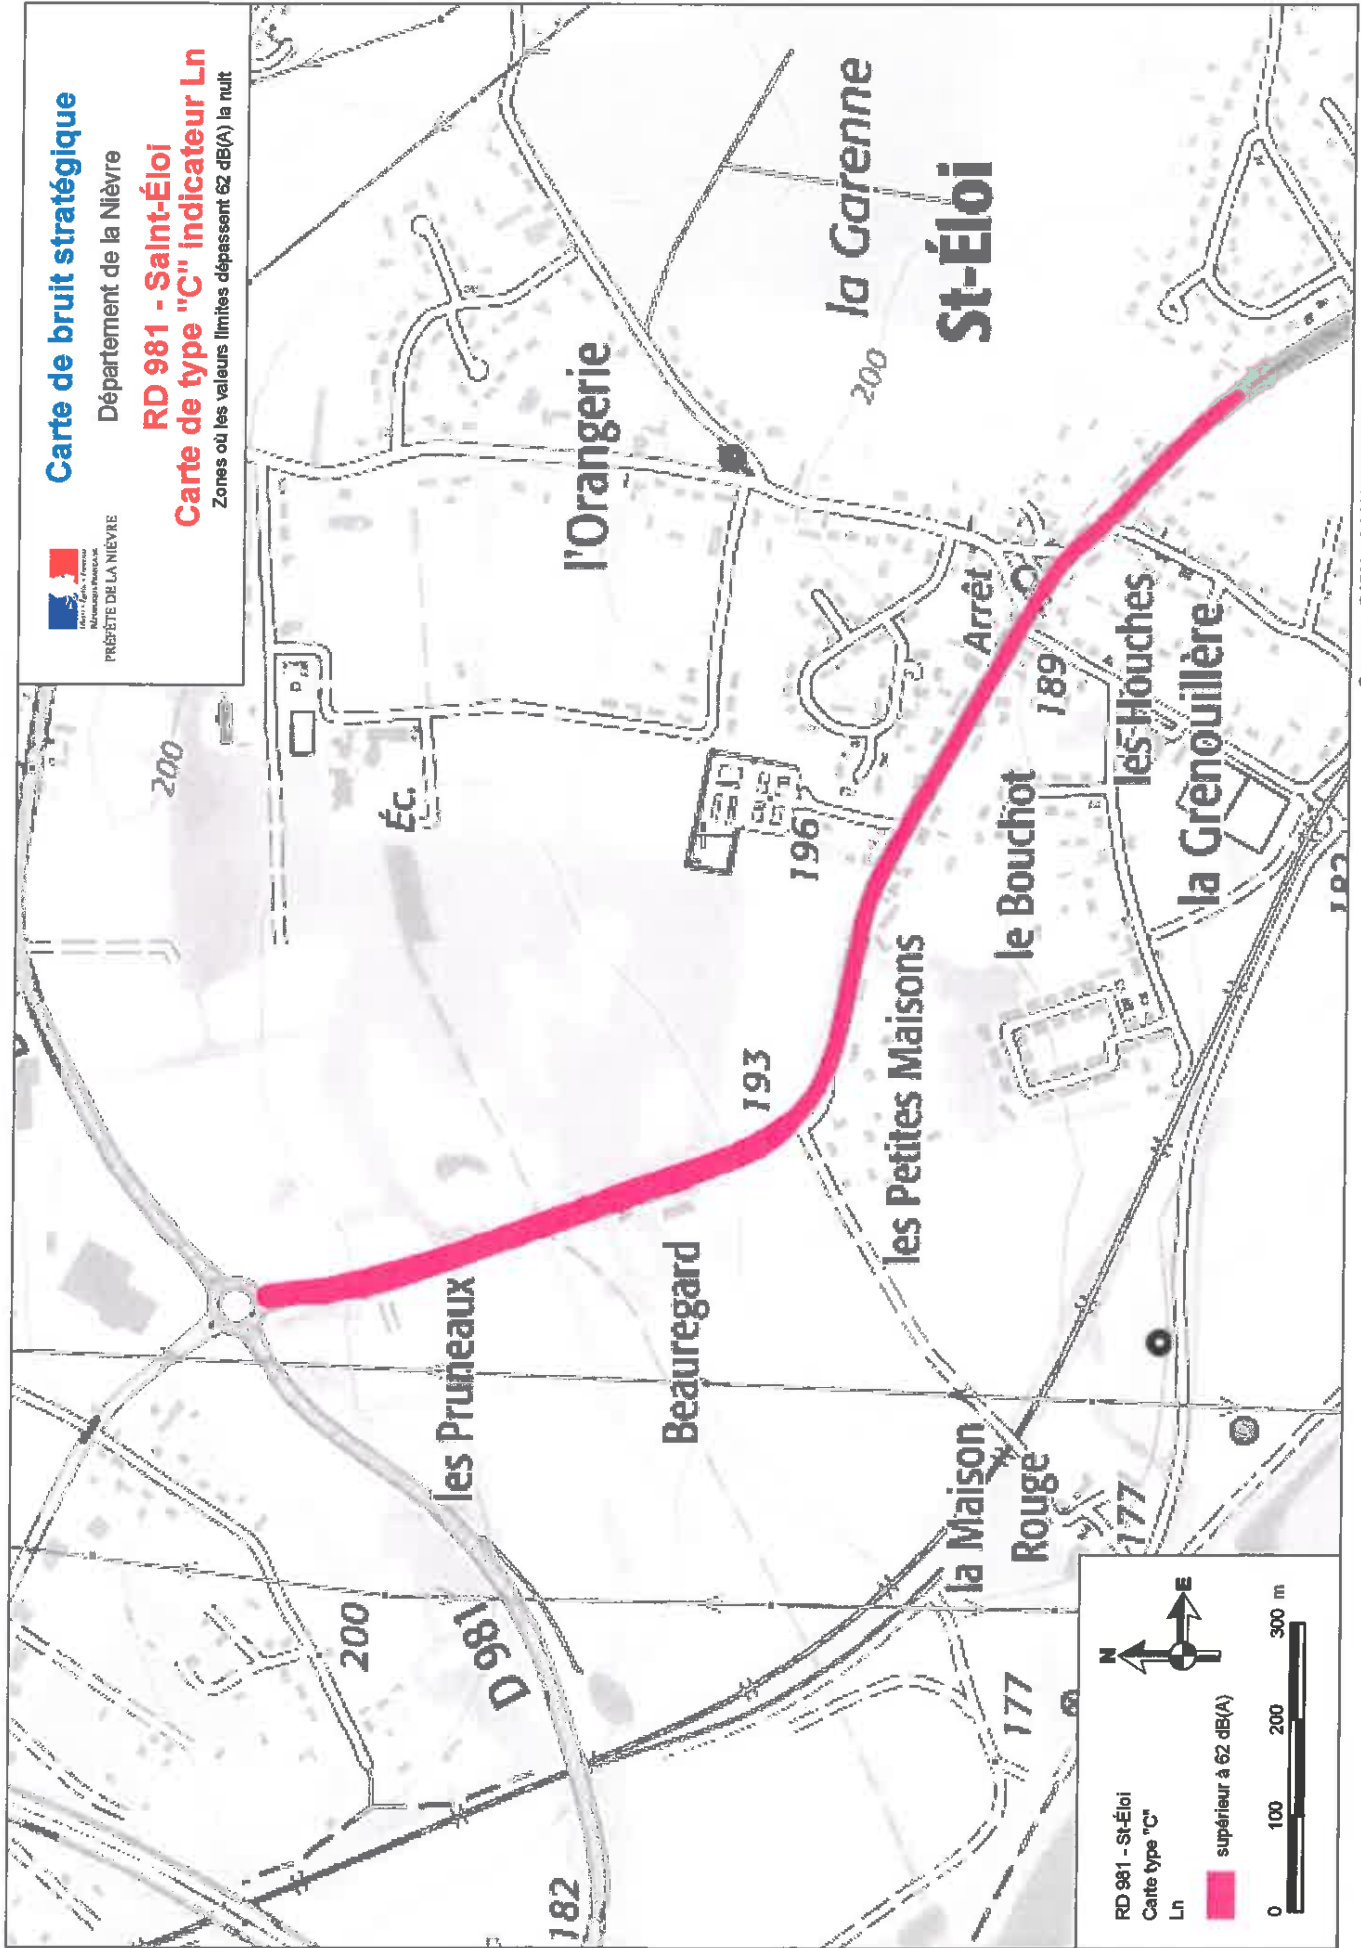 Carte de bruit stratégique
Département de la Nièvre
RD 981 - Saint-Éloi
Carte de type "C" indicateur Ln
Zones où les valeurs limites dépassent 62 dB(A) la nuit
RÉPUBLIQUE FRANÇAISE
PRÉFÈTE DE LA NIÈVRE
200
Éc.
l'Orangerie
la Garenne
200
St-Éloi
196
Arrêt
189
les Houches
le Bouchot
la Grenouillère
193
les Petites Maisons
les Pruneaux
Beauregard
la Maison
Rouge
177
200
D 981
182
177
RD 981 - St-Éloi
Carte type "C"
Ln
supérieur à 62 dB(A)
N
E
0 100 200 300 m